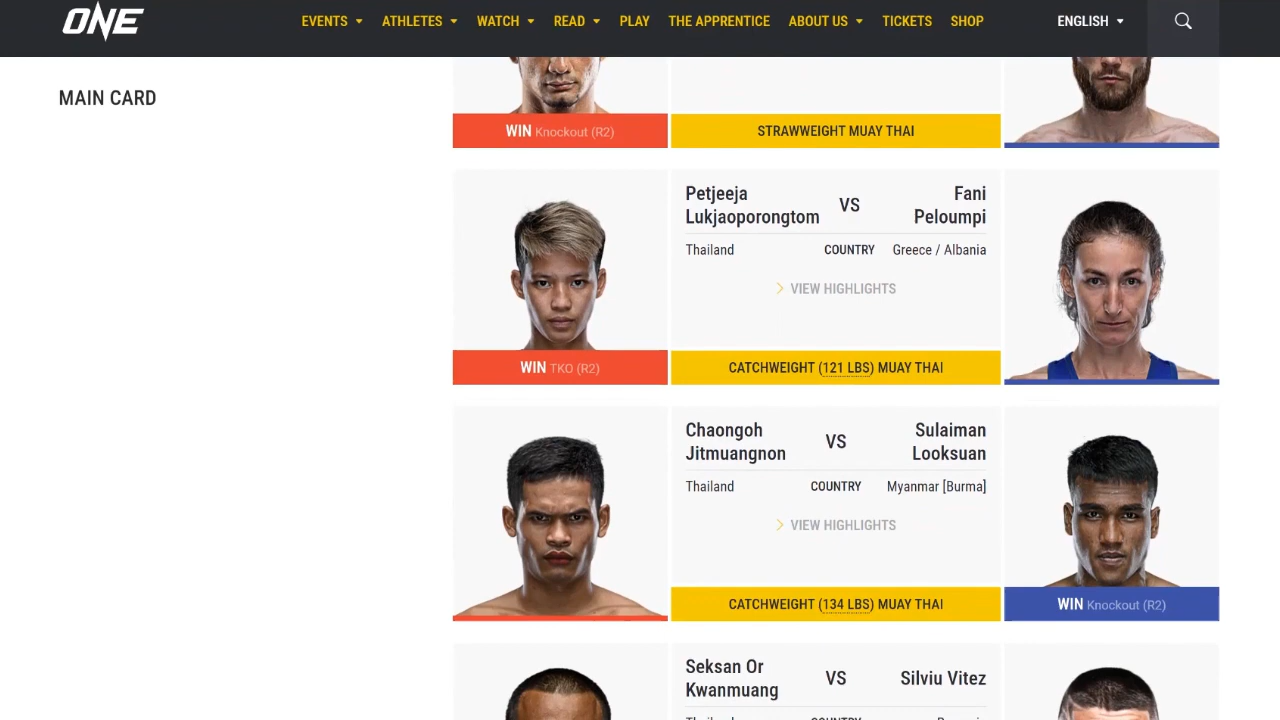 ONE
EVENTS
ATHLETES
WATCH
READ
PLAY
THE APPRENTICE
ABOUT US
TICKETS
SHOP
ENGLISH
MAIN CARD
WIN Knockout (R2)
STRAWWEIGHT MUAY THAI
Petjeeja
Lukjaoporongtom
VS
Fani
Peloumpi
Thailand
COUNTRY
Greece / Albania
VIEW HIGHLIGHTS
WIN TKO (R2)
CATCHWEIGHT (121 LBS) MUAY THAI
Chaongoh
Jitmuangnon
VS
Sulaiman
Looksuan
Thailand
COUNTRY
Myanmar [Burma]
VIEW HIGHLIGHTS
CATCHWEIGHT (134 LBS) MUAY THAI
WIN Knockout (R2)
Seksan Or
Kwanmuang
VS
Silviu Vitez